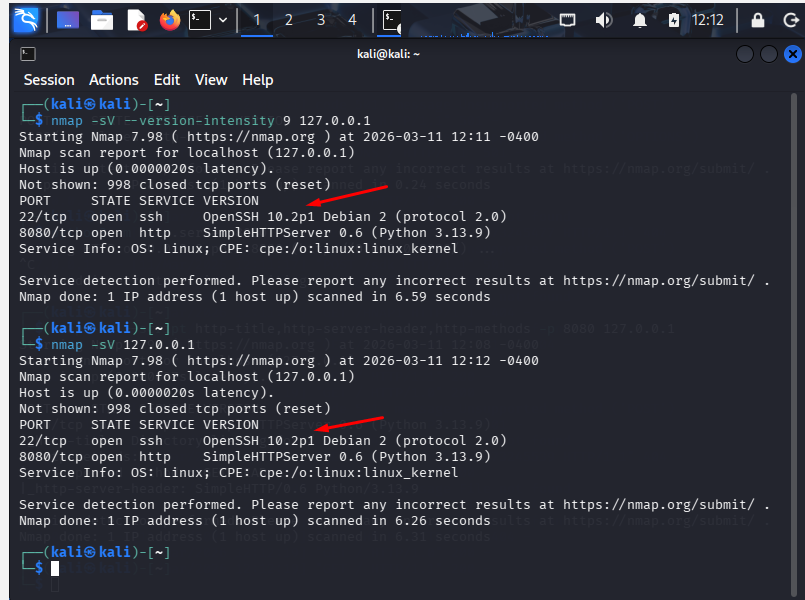 1 2 3 4 12:12
kali@kali: ~
Session Actions Edit View Help
┌──(kali㉿kali)-[~]
└─$ nmap -sV --version-intensity 9 127.0.0.1
Starting Nmap 7.98 ( https://nmap.org ) at 2026-03-11 12:11 -0400
Nmap scan report for localhost (127.0.0.1)
Host is up (0.0000020s latency).
Not shown: 998 closed tcp ports (reset)
PORT     STATE SERVICE VERSION
22/tcp   open  ssh     OpenSSH 10.2p1 Debian 2 (protocol 2.0)
8080/tcp open  http    SimpleHTTPServer 0.6 (Python 3.13.9)
Service Info: OS: Linux; CPE: cpe:/o:linux:linux_kernel
Service detection performed. Please report any incorrect results at https://nmap.org/submit/ .
Nmap done: 1 IP address (1 host up) scanned in 6.59 seconds
┌──(kali㉿kali)-[~]
└─$ nmap -sV 127.0.0.1
Starting Nmap 7.98 ( https://nmap.org ) at 2026-03-11 12:12 -0400
Nmap scan report for localhost (127.0.0.1)
Host is up (0.0000020s latency).
Not shown: 998 closed tcp ports (reset)
PORT     STATE SERVICE VERSION
22/tcp   open  ssh     OpenSSH 10.2p1 Debian 2 (protocol 2.0)
8080/tcp open  http    SimpleHTTPServer 0.6 (Python 3.13.9)
Service Info: OS: Linux; CPE: cpe:/o:linux:linux_kernel
Service detection performed. Please report any incorrect results at https://nmap.org/submit/ .
Nmap done: 1 IP address (1 host up) scanned in 6.26 seconds
┌──(kali㉿kali)-[~]
└─$